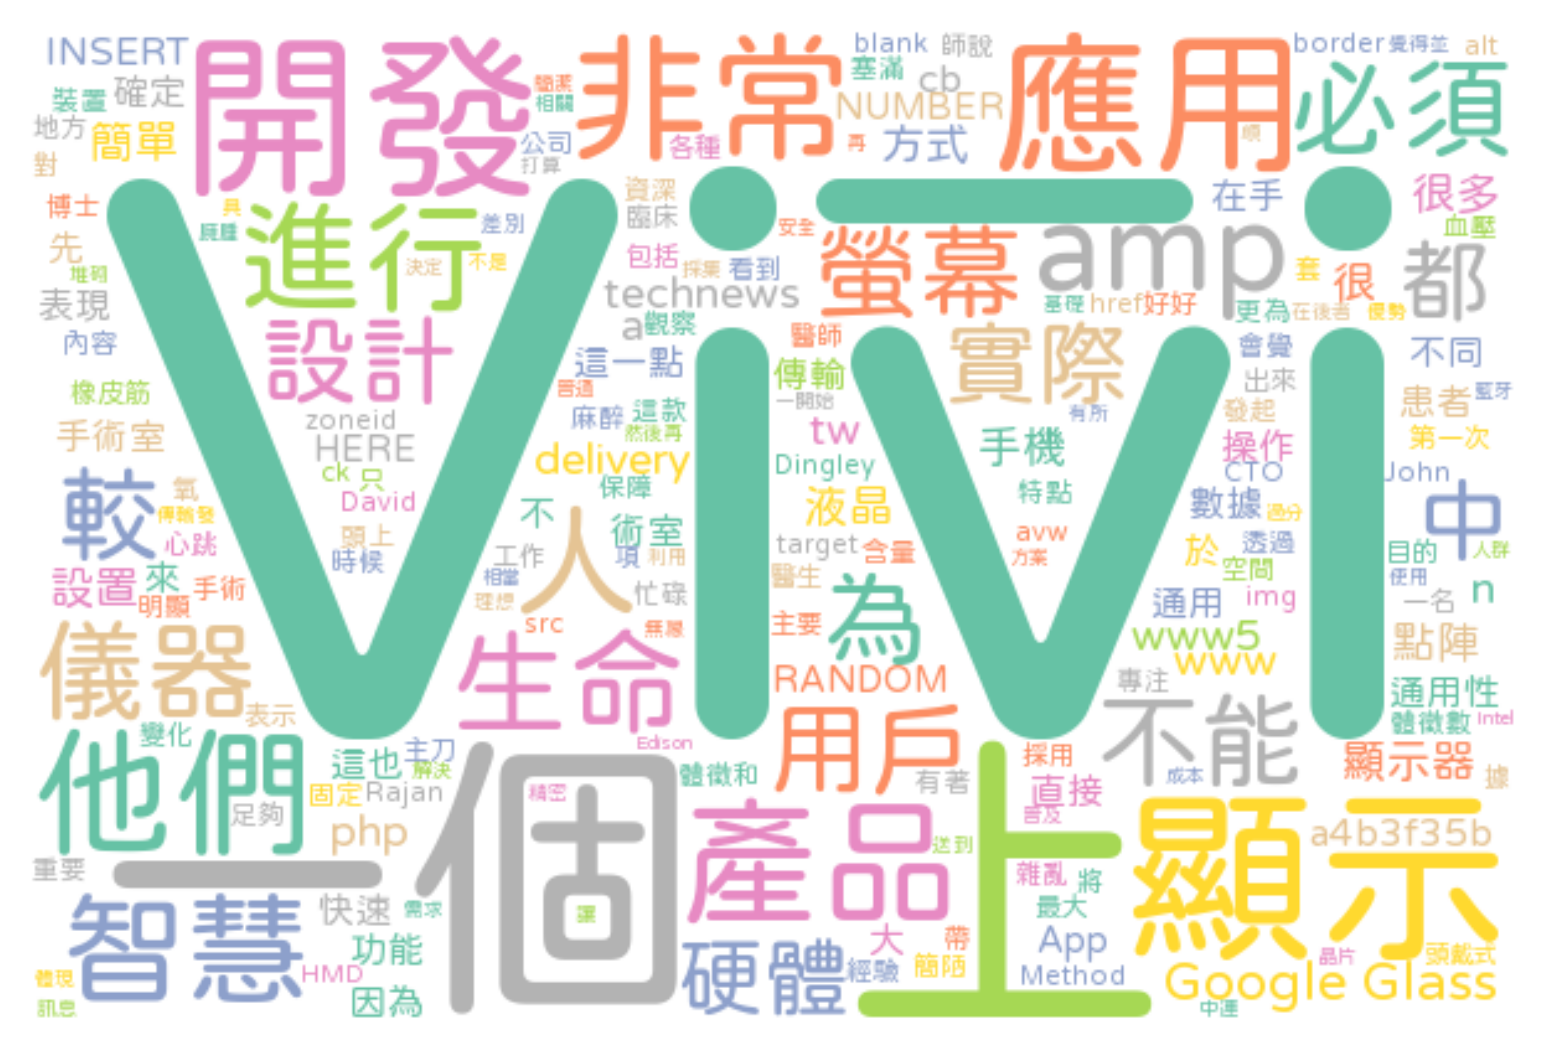 INSERT
開發
非常
blank
師說
應用
border
覺得並
alt
裝置
確定
簡潔
相關
塞滿
cb
NUMBER
必須
地方
簡單
公司
打算
各種
再
方式
對
博士
具
臃腫
進行
差別
資深
臨床
安全
在手
很多
血壓
先
堆砌
決定
不是
包括
採集
看到
螢幕
amp
套
很
都
表現
technews
a
觀察
基礎
href
好好
更為
在後者
優勢
內容
設計
這一點
醫師
實際
會覺
不同
橡皮筋
普通
傳輸
一開始
出來
患者
藍牙
手術室
zoneid
HERE
麻醉
這款
然後再
tw
有所
發起
操作
第一次
ck
只
delivery
Dingley
手機
CTO
John
較
氧
傳輸發
David
保障
液晶
特點
數據
過分
中
心跳
頭上
時候
不
人
術室
target
含量
avw
方案
於
透過
目的
人群
設置
來
明顯
手術
工作
相當
理想
項
利用
忙碌
醫生
為
空間
img
使用
一名
n
儀器
src
無線
主要
通用
www5
www
點陣
表示
生命
RANDOM
專注
通用性
變化
Vivi
Edison
用戶
不能
體徵數
Intel
他們
這也
主刀
解決
體徵和
有著
採用
成本
顯示器
據
足夠
固定
Rajan
精密
直接
普及
php
個
產品
送到
上
顯示
a4b3f35b
重要
一
雜亂
將
智慧
快速
需求
讓
最大
功能
硬體
大
帶
App
晶片
頭戴式
體現
訊息
HMD
因為
經驗
簡陋
Method
Google Glass
中運